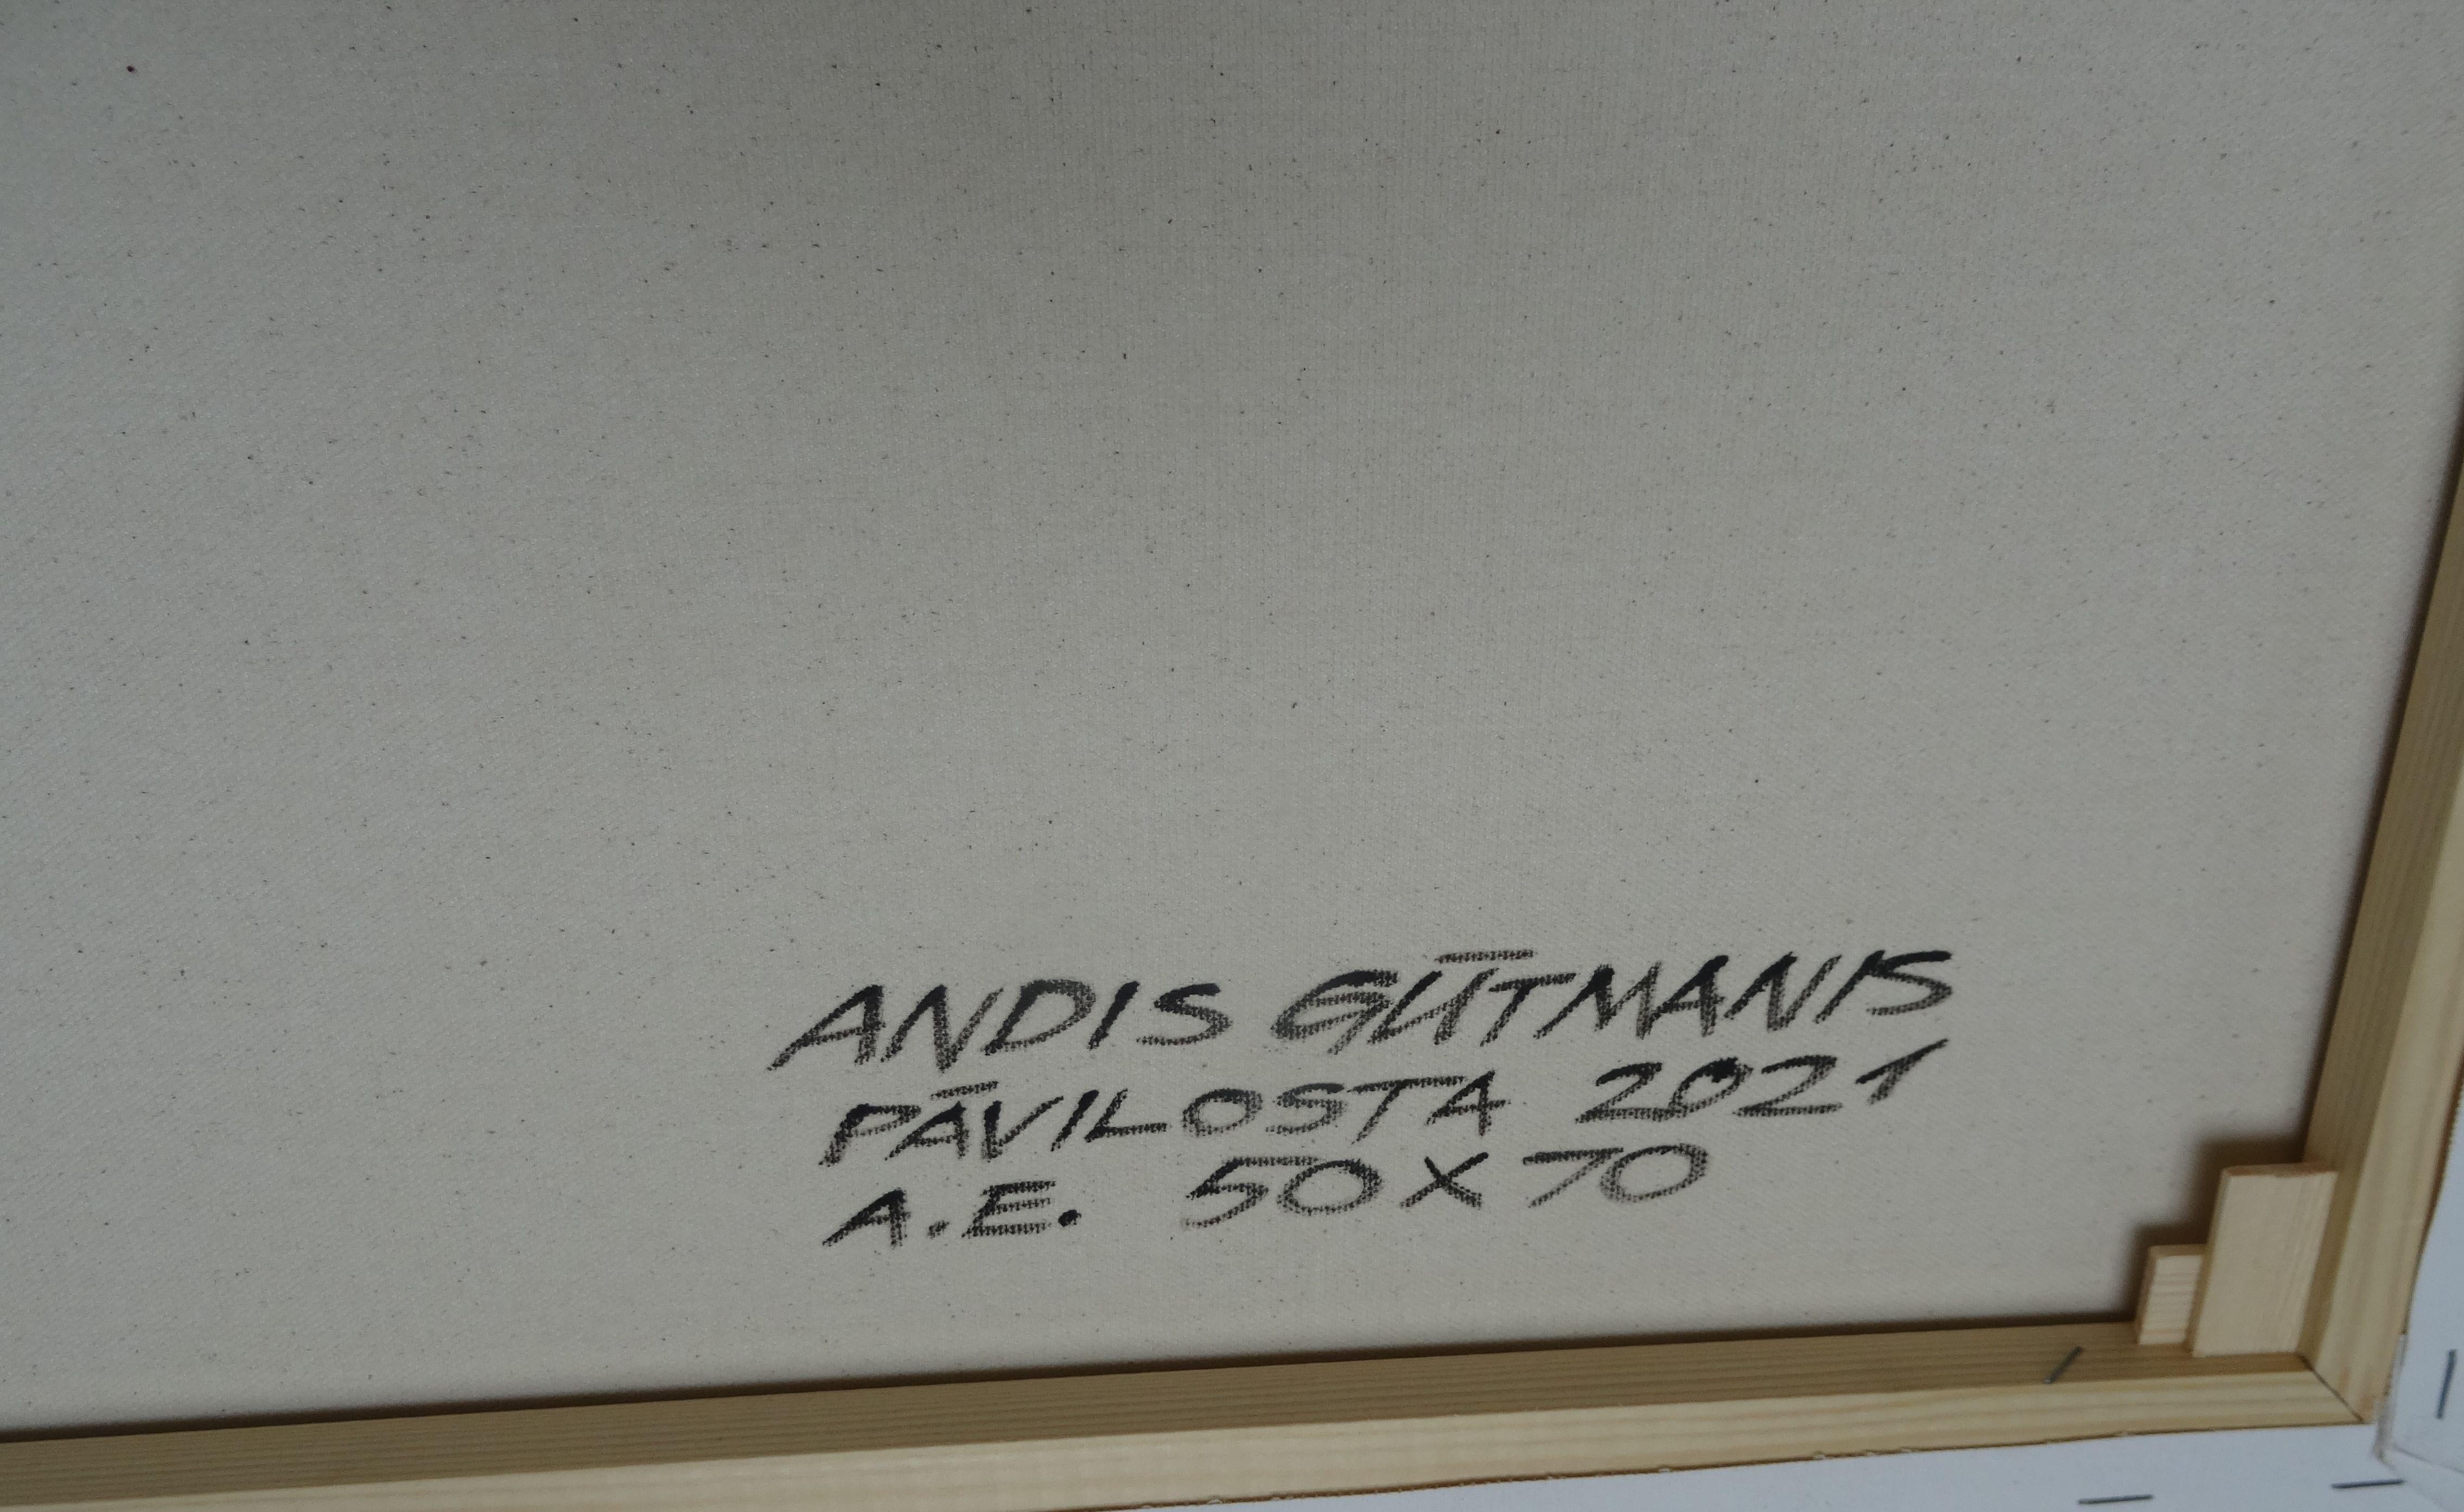 ANDIS GŪTMANIS
PĀVILOSTA 2021
A.E. 50X70